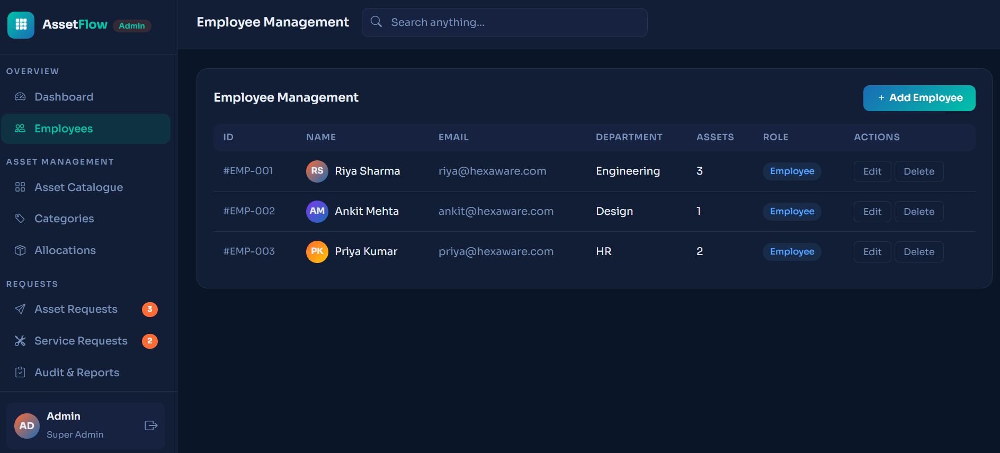 AssetFlow Admin
Employee Management
Search anything...
OVERVIEW
Dashboard
Employees
ASSET MANAGEMENT
Asset Catalogue
Categories
Allocations
REQUESTS
Asset Requests 3
Service Requests 2
Audit & Reports
AD
Admin
Super Admin
Employee Management
+ Add Employee
ID NAME EMAIL DEPARTMENT ASSETS ROLE ACTIONS
#EMP-001 RS Riya Sharma riya@hexaware.com Engineering 3 Employee Edit Delete
#EMP-002 AM Ankit Mehta ankit@hexaware.com Design 1 Employee Edit Delete
#EMP-003 PK Priya Kumar priya@hexaware.com HR 2 Employee Edit Delete